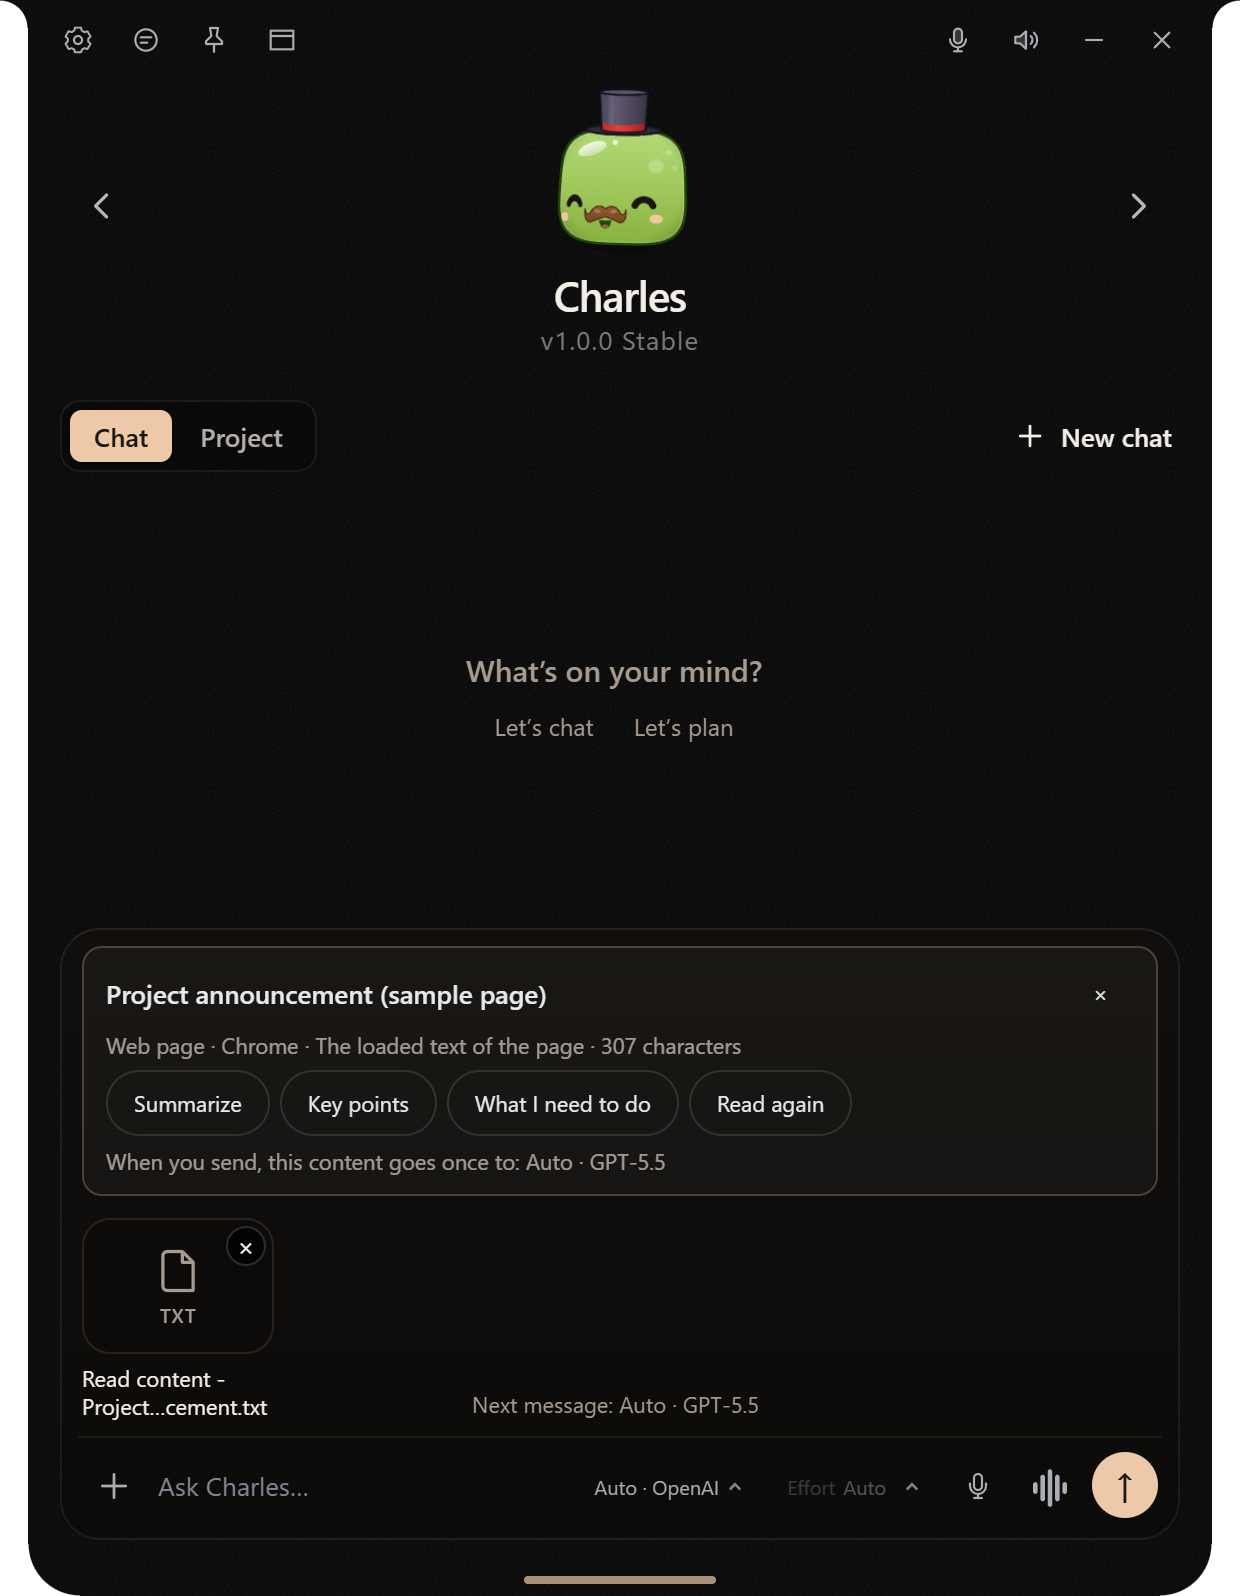 Charles
v1.0.0 Stable
Chat Project
New chat
What’s on your mind?
Let’s chat Let’s plan
Project announcement (sample page)
Web page · Chrome · The loaded text of the page · 307 characters
Summarize Key points What I need to do Read again
When you send, this content goes once to: Auto · GPT-5.5
TXT
Read content -
Project...cement.txt
Next message: Auto · GPT-5.5
Ask Charles... Auto · OpenAI Effort Auto